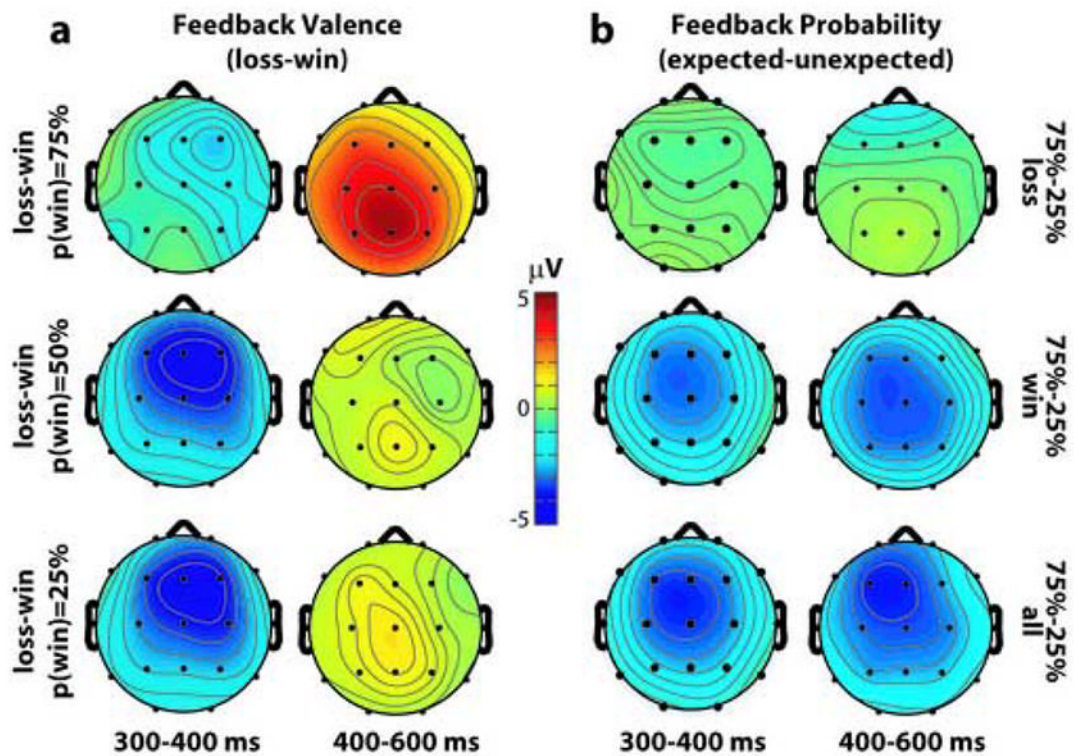 a
Feedback Valence
(loss-win)
b
Feedback Probability
(expected-unexpected)
loss-win
p(win)=75%
75%-25%
loss
μV
5
0
-5
loss-win
p(win)=50%
75%-25%
win
loss-win
p(win)=25%
75%-25%
all
300-400 ms
400-600 ms
300-400 ms
400-600 ms